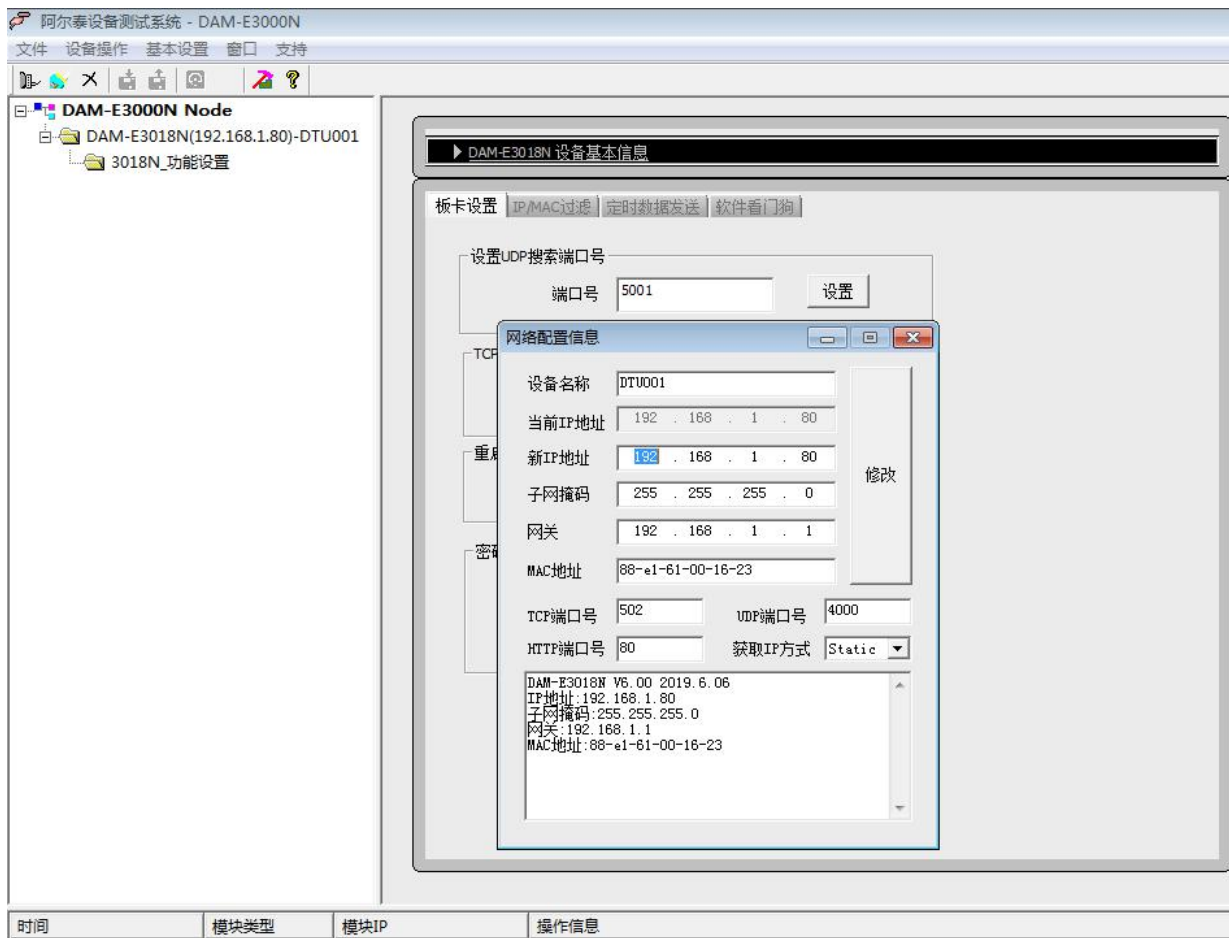 阿尔泰设备测试系统 - DAM-E3000N
文件 设备操作 基本设置 窗口 支持
DAM-E3000N Node
DAM-E3018N(192.168.1.80)-DTU001
3018N_功能设置
DAM-E3018N 设备基本信息
板卡设置 IP/MAC过滤 定时数据发送 软件看门狗
设置UDP搜索端口号
端口号 5001 设置
TCP
重启
密码
网络配置信息
设备名称 DTU001
当前IP地址 192 . 168 . 1 . 80
新IP地址 192 . 168 . 1 . 80
子网掩码 255 . 255 . 255 . 0
网关 192 . 168 . 1 . 1
MAC地址 88-e1-61-00-16-23
修改
TCP端口号 502 UDP端口号 4000
HTTP端口号 80 获取IP方式 Static
DAM-E3018N V6.00 2019.6.06
IP地址:192.168.1.80
子网掩码:255.255.255.0
网关:192.168.1.1
MAC地址:88-e1-61-00-16-23
时间 模块类型 模块IP 操作信息